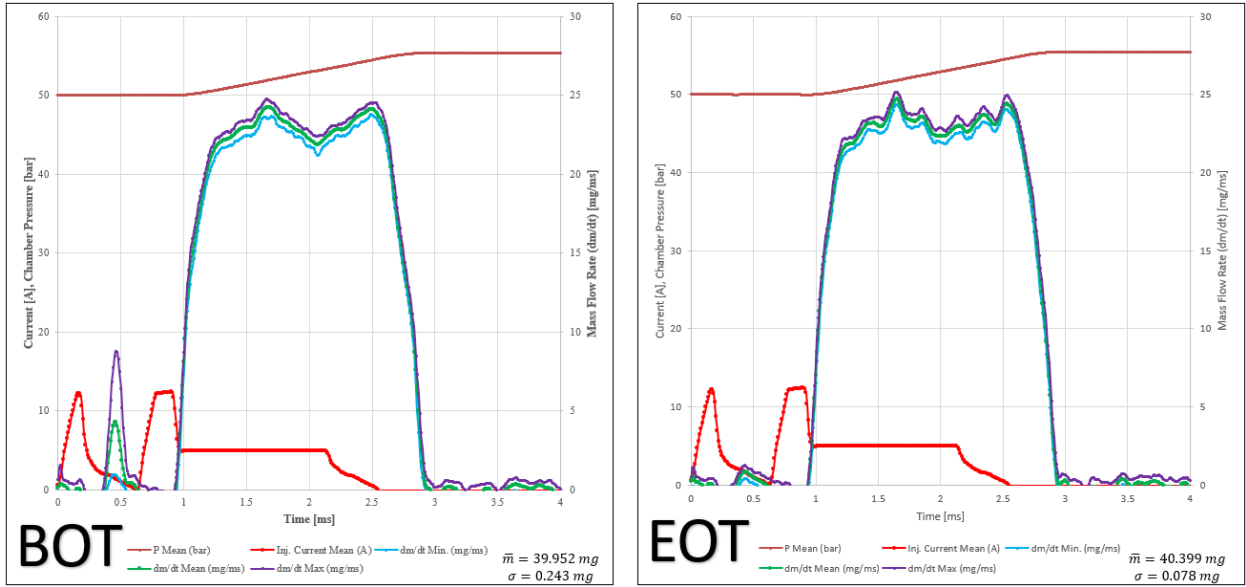 60
50
40
30
20
10
0
30
25
20
15
10
5
0
0
0.5
1
1.5
2
2.5
3
3.5
4
Current [A], Chamber Pressure [bar]
Mass Flow Rate (dm/dt) [mg/ms]
Time [ms]
BOT
P Mean (bar) Inj. Current Mean (A) dm/dt Min. (mg/ms)
dm/dt Mean (mg/ms) dm/dt Max (mg/ms)
m̅ = 39.952 mg
σ = 0.243 mg
60
50
40
30
20
10
0
30
25
20
15
10
5
0
0
0.5
1
1.5
2
2.5
3
3.5
4
Current [A], Chamber Pressure [bar]
Mass Flow Rate (dm/dt) [mg/ms]
Time [ms]
EOT
P Mean (bar) Inj. Current Mean (A) dm/dt Min. (mg/ms)
dm/dt Mean (mg/ms) dm/dt Max (mg/ms)
m̅ = 40.399 mg
σ = 0.078 mg